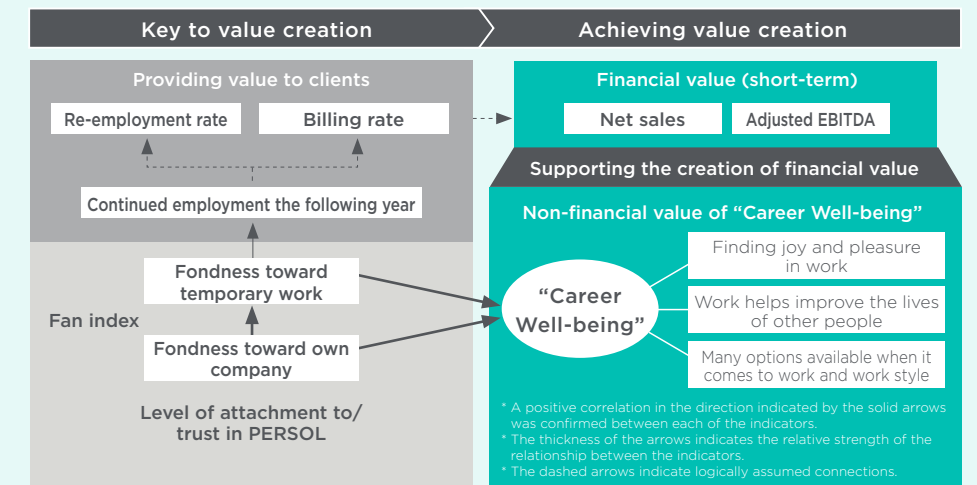 Key to value creation
Achieving value creation
Providing value to clients
Re-employment rate
Billing rate
Continued employment the following year
Fan index
Fondness toward
temporary work
Fondness toward own
company
Level of attachment to/
trust in PERSOL
Financial value (short-term)
Net sales
Adjusted EBITDA
Supporting the creation of financial value
Non-financial value of “Career Well-being”
“Career
Well-being”
Finding joy and pleasure
in work
Work helps improve the lives
of other people
Many options available when it
comes to work and work style
* A positive correlation in the direction indicated by the solid arrows
was confirmed between each of the indicators.
* The thickness of the arrows indicates the relative strength of the
relationship between the indicators.
* The dashed arrows indicate logically assumed connections.